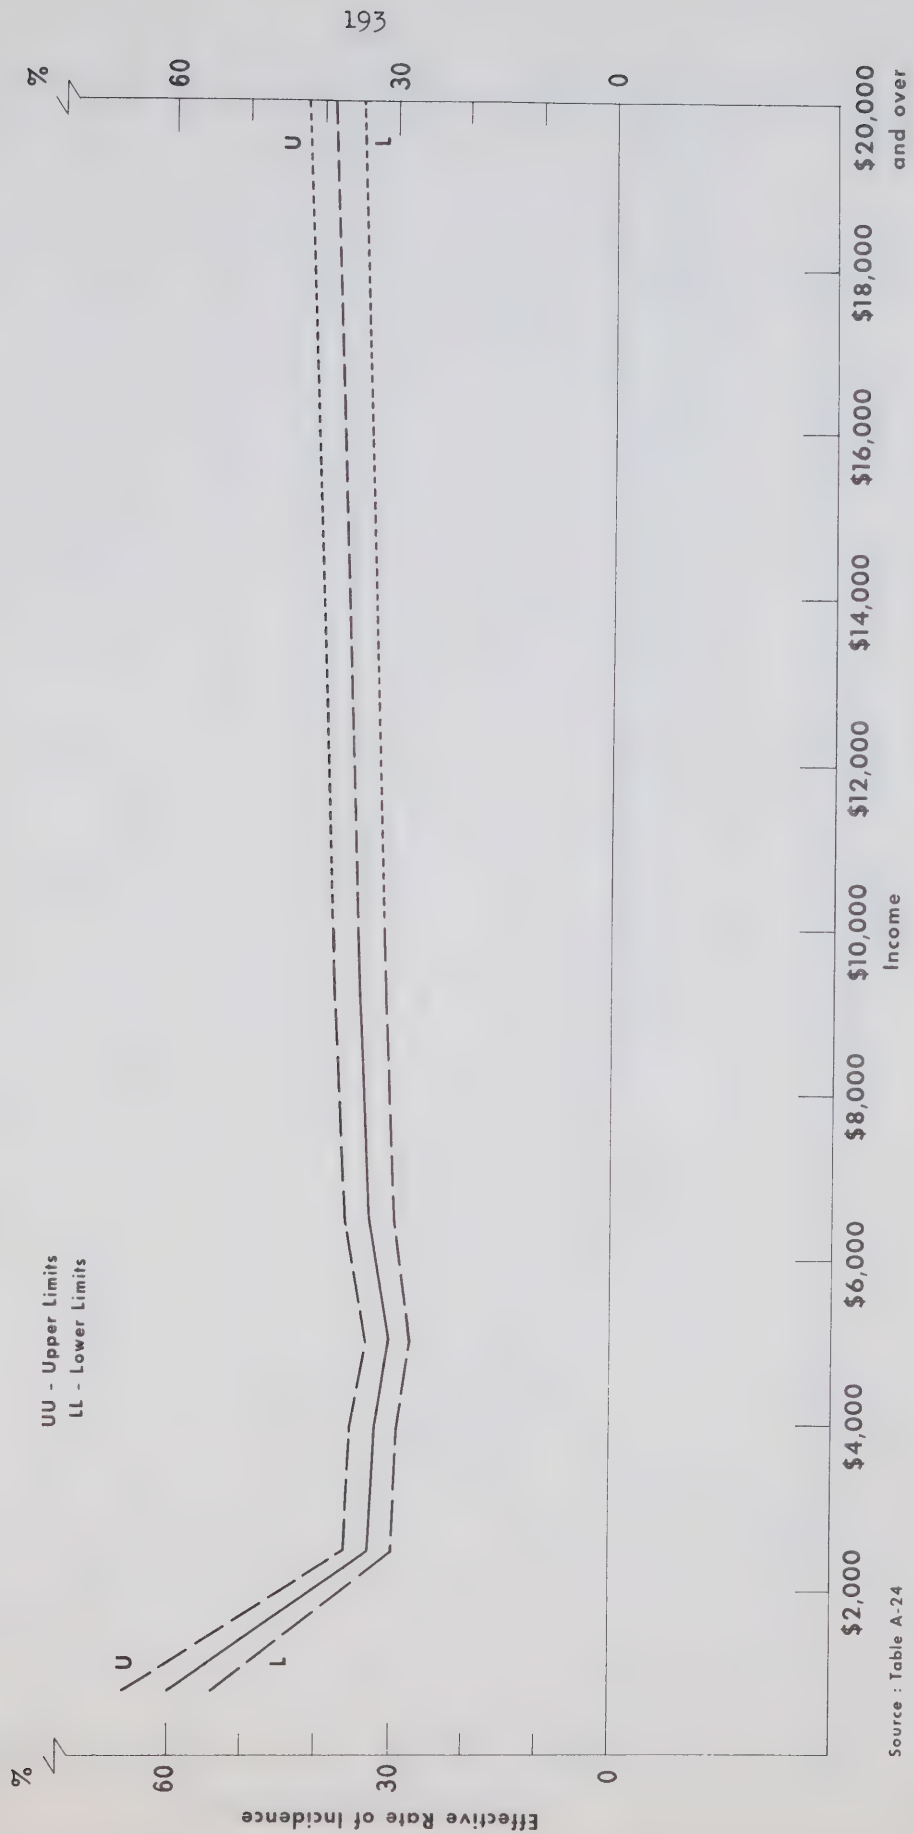 193
UU - Upper Limits
LL - Lower Limits
%
60
30
0
Effective Rate of Incidence
U
L
U
L
%
60
30
0
$2,000
$4,000
$6,000
$8,000
$10,000
$12,000
$14,000
$16,000
$18,000
$20,000
and over
Income
Source : Table A-24